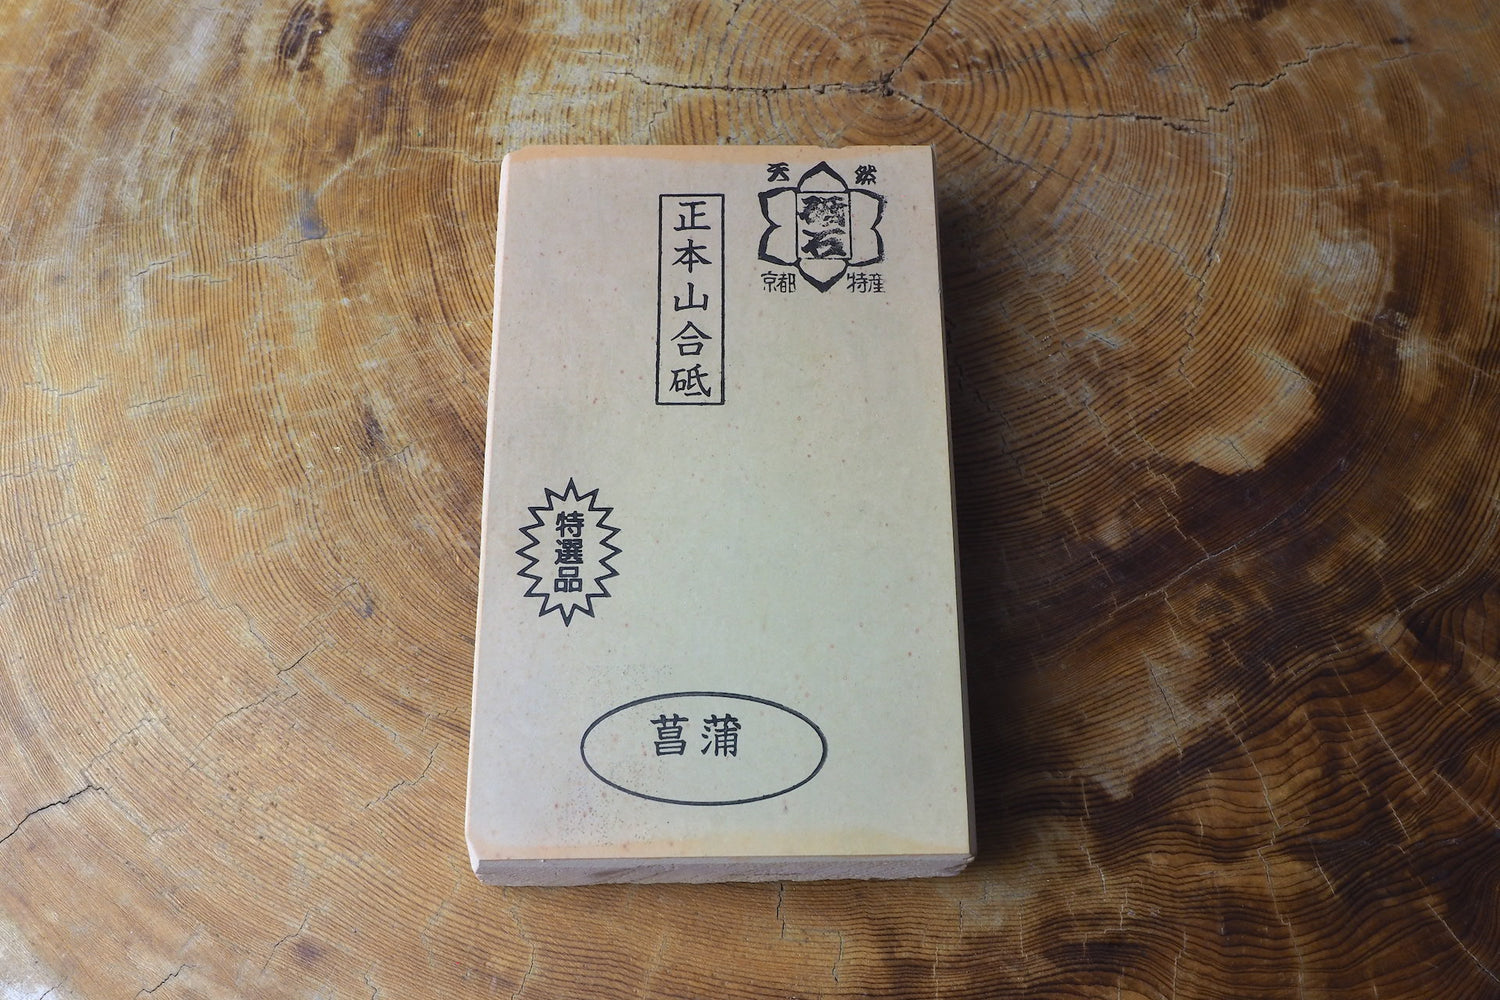 天然
砥石
京都 特産
正本山合砥
特選品
菖蒲